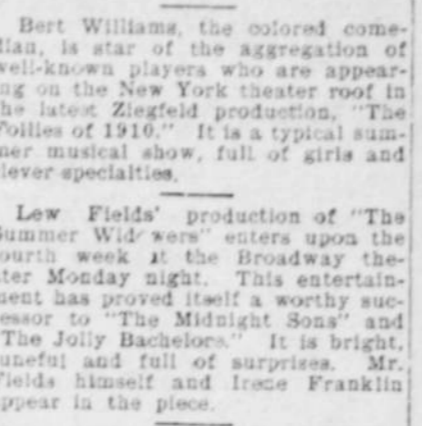 Bert Williams, the colored come-
dian, is star of the aggregation of
well-known players who are appear-
ing on the New York theater roof in
the latest Ziegfeld production, "The
Follies of 1910." It is a typical sum-
mer musical show, full of girls and
clever specialties.
Lew Fields' production of "The
Summer Widowers" enters upon the
fourth week at the Broadway the-
ater Monday night. This entertain-
ment has proved itself a worthy suc-
cessor to "The Midnight Sons" and
"The Jolly Bachelors." It is bright,
tuneful and full of surprises. Mr.
Fields himself and Irene Franklin
appear in the piece.